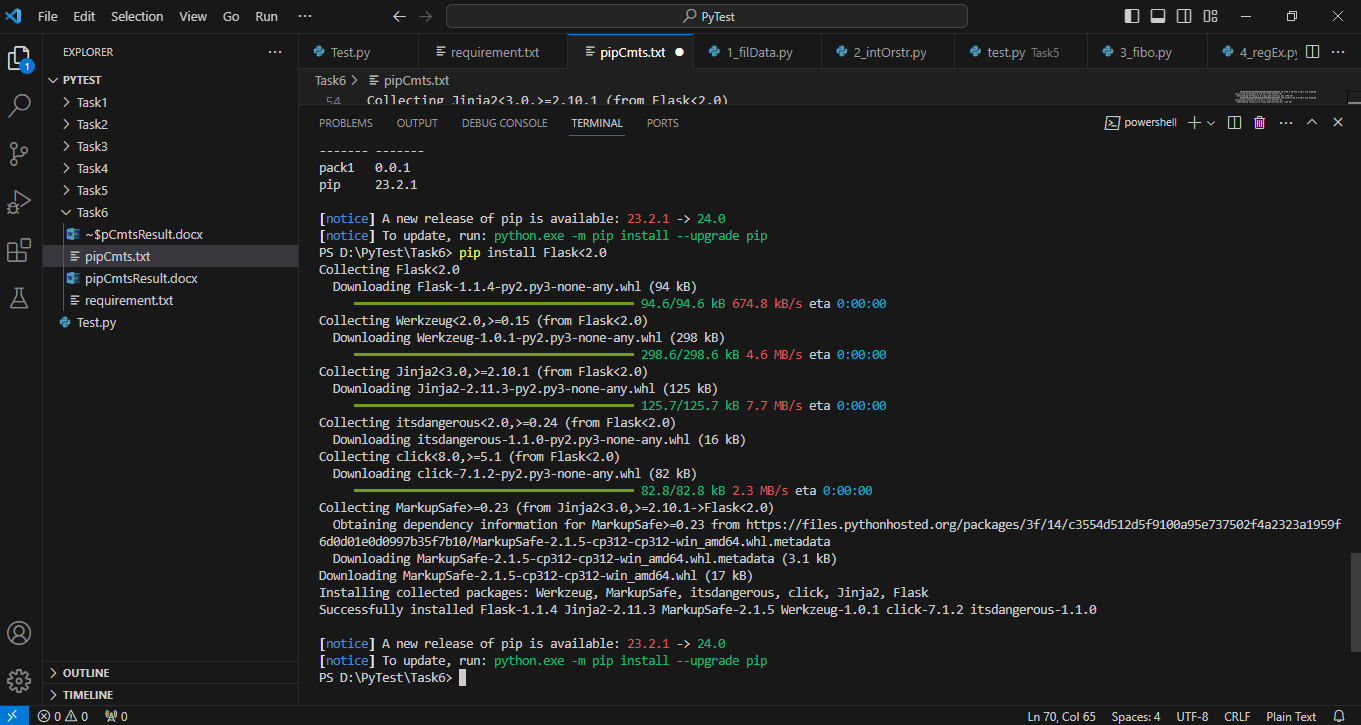 File Edit Selection View Go Run ··· PyTest
EXPLORER ···
PYTEST
Task1
Task2
Task3
Task4
Task5
Task6
~$pCmtsResult.docx
pipCmts.txt
pipCmtsResult.docx
requirement.txt
Test.py
OUTLINE
TIMELINE
1
Test.py requirement.txt pipCmts.txt 1_filData.py 2_intOrstr.py test.py Task5 3_fibo.py 4_regEx.py ···
Task6 > pipCmts.txt
54 Collecting Jinja2<3.0,>=2.10.1 (from Flask<2.0)
PROBLEMS OUTPUT DEBUG CONSOLE TERMINAL PORTS powershell
------- -------
pack1 0.0.1
pip 23.2.1
[notice] A new release of pip is available: 23.2.1 -> 24.0
[notice] To update, run: python.exe -m pip install --upgrade pip
PS D:\PyTest\Task6> pip install Flask<2.0
Collecting Flask<2.0
Downloading Flask-1.1.4-py2.py3-none-any.whl (94 kB)
94.6/94.6 kB 674.8 kB/s eta 0:00:00
Collecting Werkzeug<2.0,>=0.15 (from Flask<2.0)
Downloading Werkzeug-1.0.1-py2.py3-none-any.whl (298 kB)
298.6/298.6 kB 4.6 MB/s eta 0:00:00
Collecting Jinja2<3.0,>=2.10.1 (from Flask<2.0)
Downloading Jinja2-2.11.3-py2.py3-none-any.whl (125 kB)
125.7/125.7 kB 7.7 MB/s eta 0:00:00
Collecting itsdangerous<2.0,>=0.24 (from Flask<2.0)
Downloading itsdangerous-1.1.0-py2.py3-none-any.whl (16 kB)
Collecting click<8.0,>=5.1 (from Flask<2.0)
Downloading click-7.1.2-py2.py3-none-any.whl (82 kB)
82.8/82.8 kB 2.3 MB/s eta 0:00:00
Collecting MarkupSafe>=0.23 (from Jinja2<3.0,>=2.10.1->Flask<2.0)
Obtaining dependency information for MarkupSafe>=0.23 from https://files.pythonhosted.org/packages/3f/14/c3554d512d5f9100a95e737502f4a2323a1959f
6d0d01e0d0997b35f7b10/MarkupSafe-2.1.5-cp312-cp312-win_amd64.whl.metadata
Downloading MarkupSafe-2.1.5-cp312-cp312-win_amd64.whl.metadata (3.1 kB)
Downloading MarkupSafe-2.1.5-cp312-cp312-win_amd64.whl (17 kB)
Installing collected packages: Werkzeug, MarkupSafe, itsdangerous, click, Jinja2, Flask
Successfully installed Flask-1.1.4 Jinja2-2.11.3 MarkupSafe-2.1.5 Werkzeug-1.0.1 click-7.1.2 itsdangerous-1.1.0
[notice] A new release of pip is available: 23.2.1 -> 24.0
[notice] To update, run: python.exe -m pip install --upgrade pip
PS D:\PyTest\Task6>
0 0 0 Ln 70, Col 65 Spaces: 4 UTF-8 CRLF Plain Text